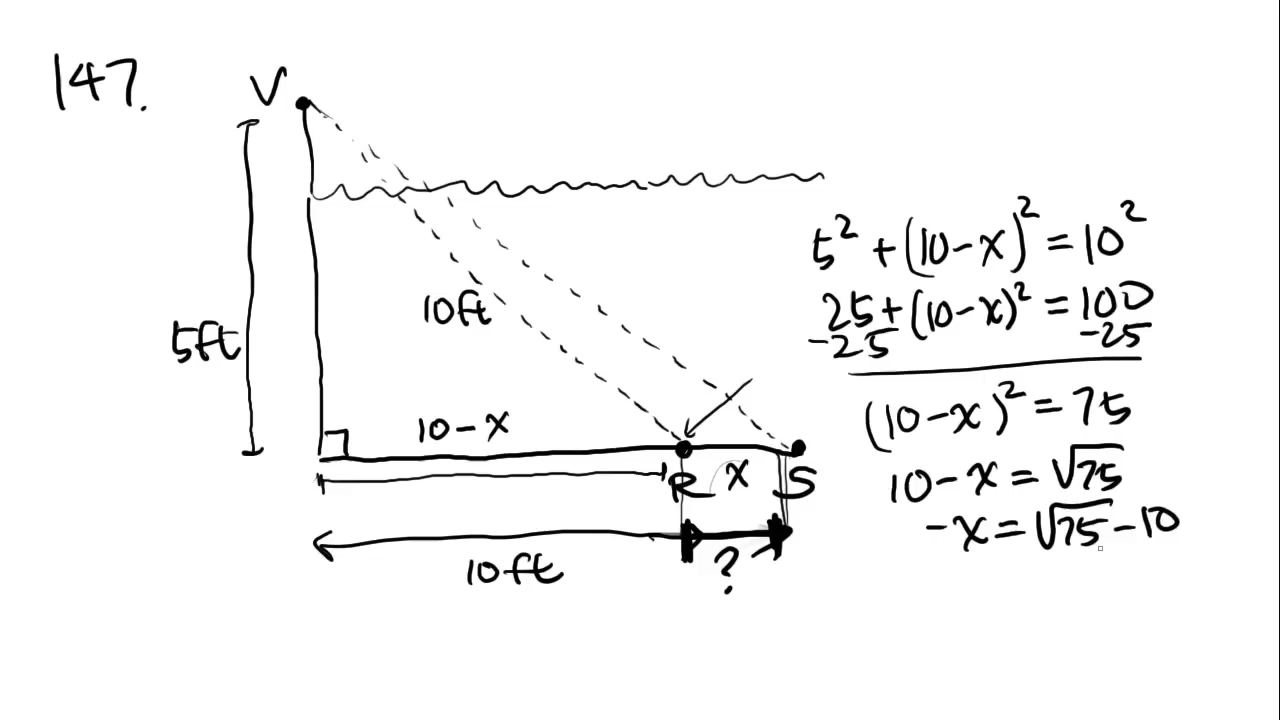 147.
V
5ft
10ft
10-x
R x S
10ft
?
5² + (10-x)² = 10²
25+(10-x)² = 100
-25 -25
(10-x)² = 75
10-x = √75
-x = √75-10